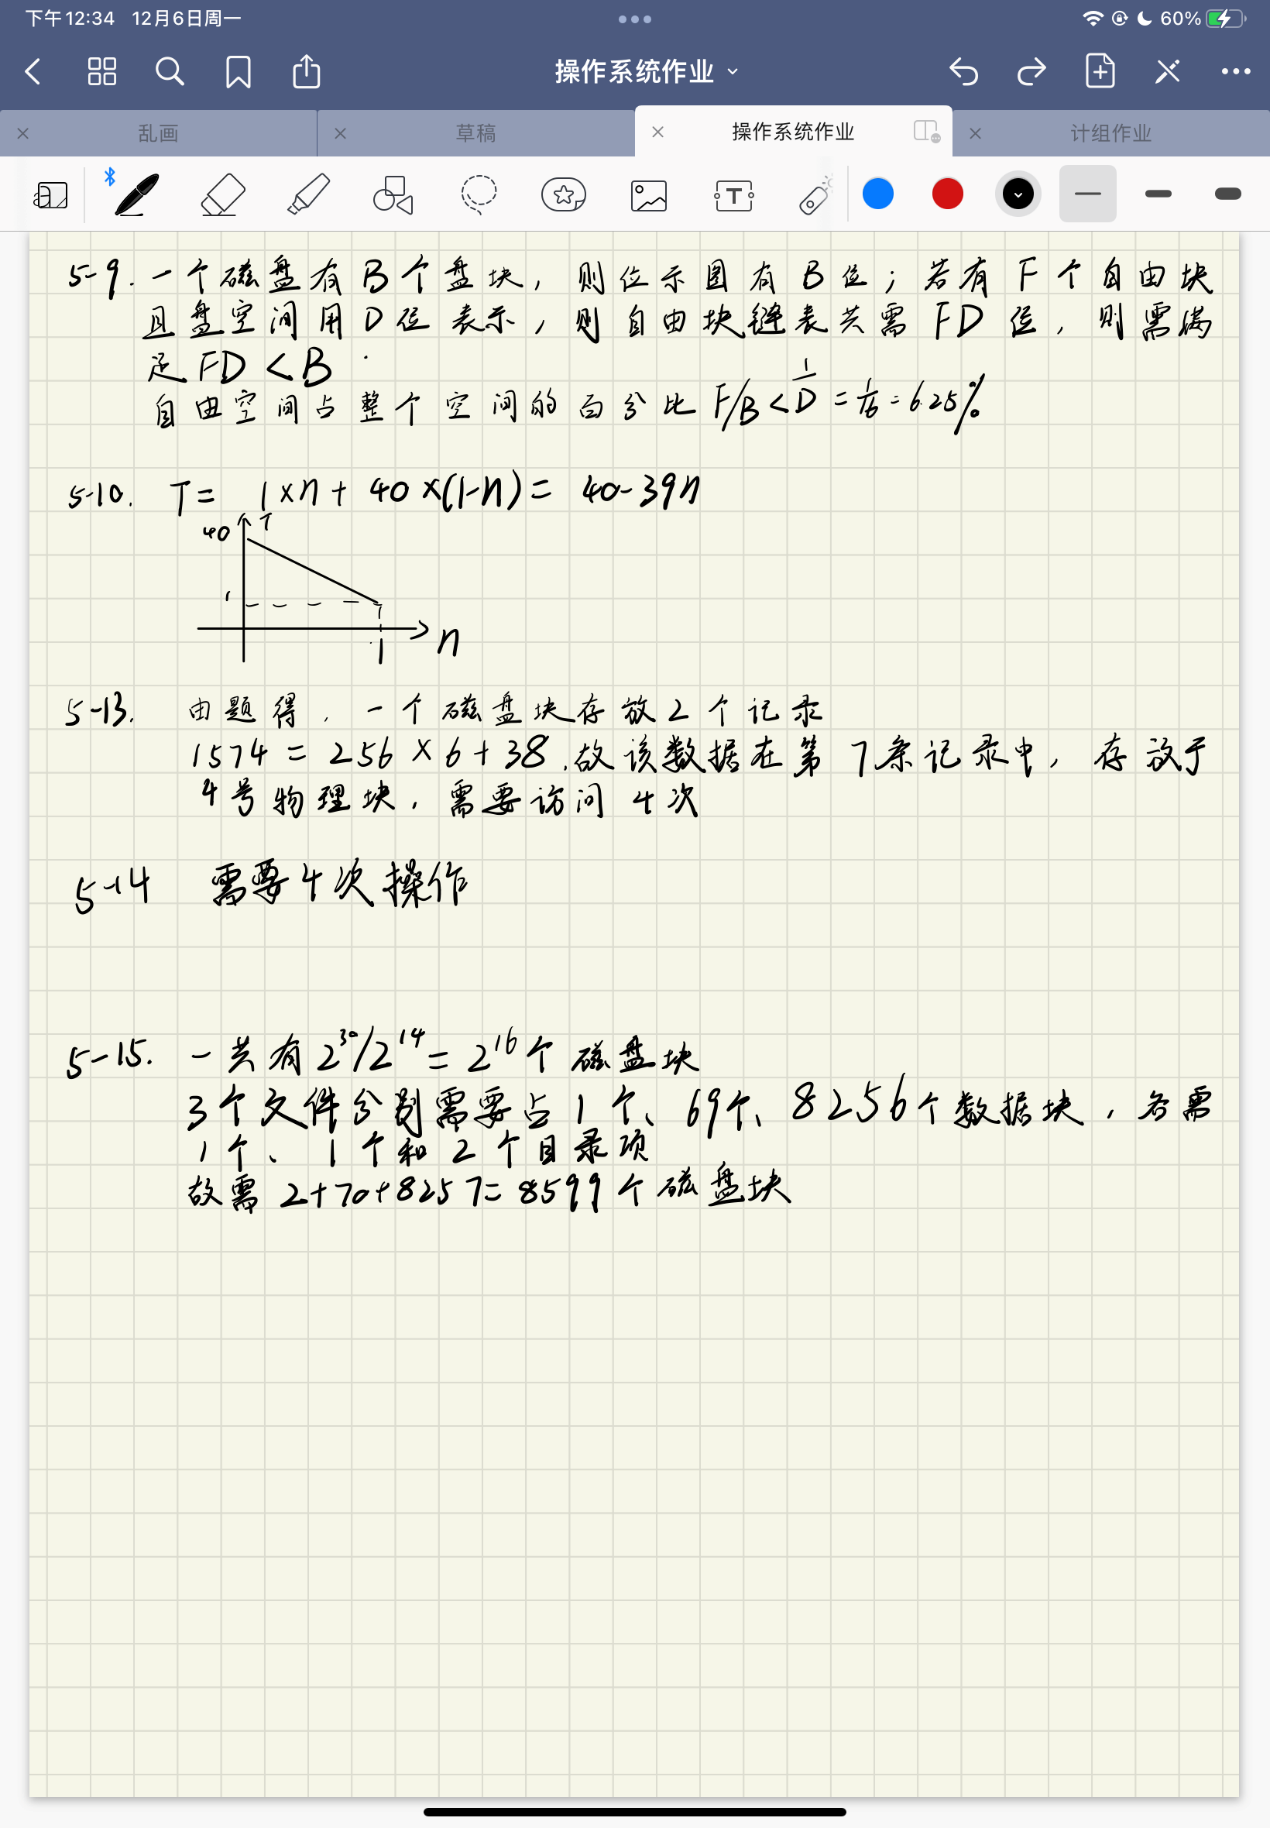 下午12:34 12月6日周一
60%
操作系统作业
乱画
草稿
操作系统作业
计组作业
5-9. 一个磁盘有B个盘块，则位示图有B位；若有F个自由块
且盘空间用D位表示，则自由块链表共需FD位，则需满
足FD<B
自由空间占整个空间的百分比 F/B<1/D=1/16=6.25%
5-10. T= 1×n+40×(1-n)= 40-39n
40 T
1
1 n
5-13. 由题得，一个磁盘块存放2个记录
1574=256×6+38.故该数据在第7条记录中，存放于
4号物理块，需要访问4次
5-14 需要4次操作
5-15. 一共有2³⁰/2¹⁴=2¹⁶个磁盘块
3个文件分别需要占1个、69个、8256个数据块，各需
1个、1个和2个目录项
故需2+70+8257=8599个磁盘块